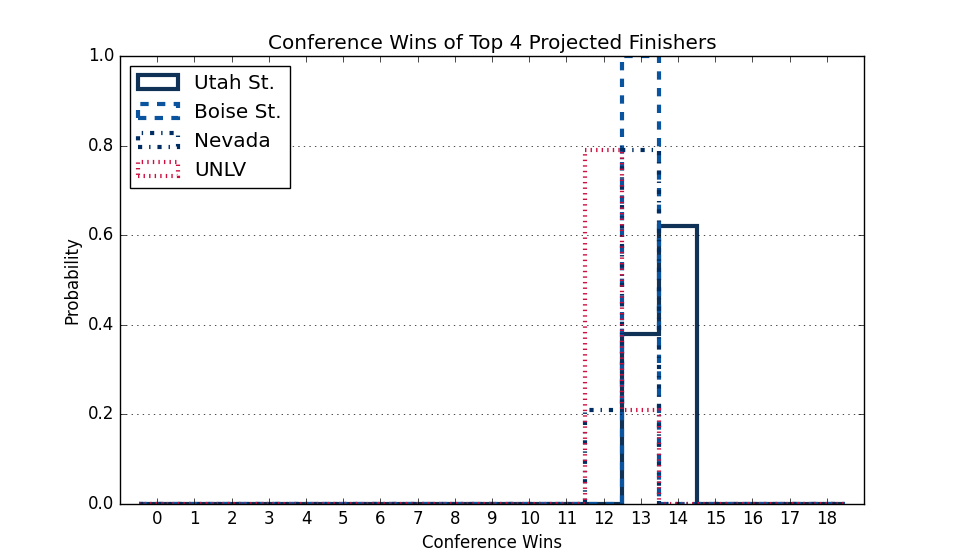 Conference Wins of Top 4 Projected Finishers
1.0
0.8
0.6
0.4
0.2
0.0
Probability
Utah St.
Boise St.
Nevada
UNLV
0 1 2 3 4 5 6 7 8 9 10 11 12 13 14 15 16 17 18
Conference Wins